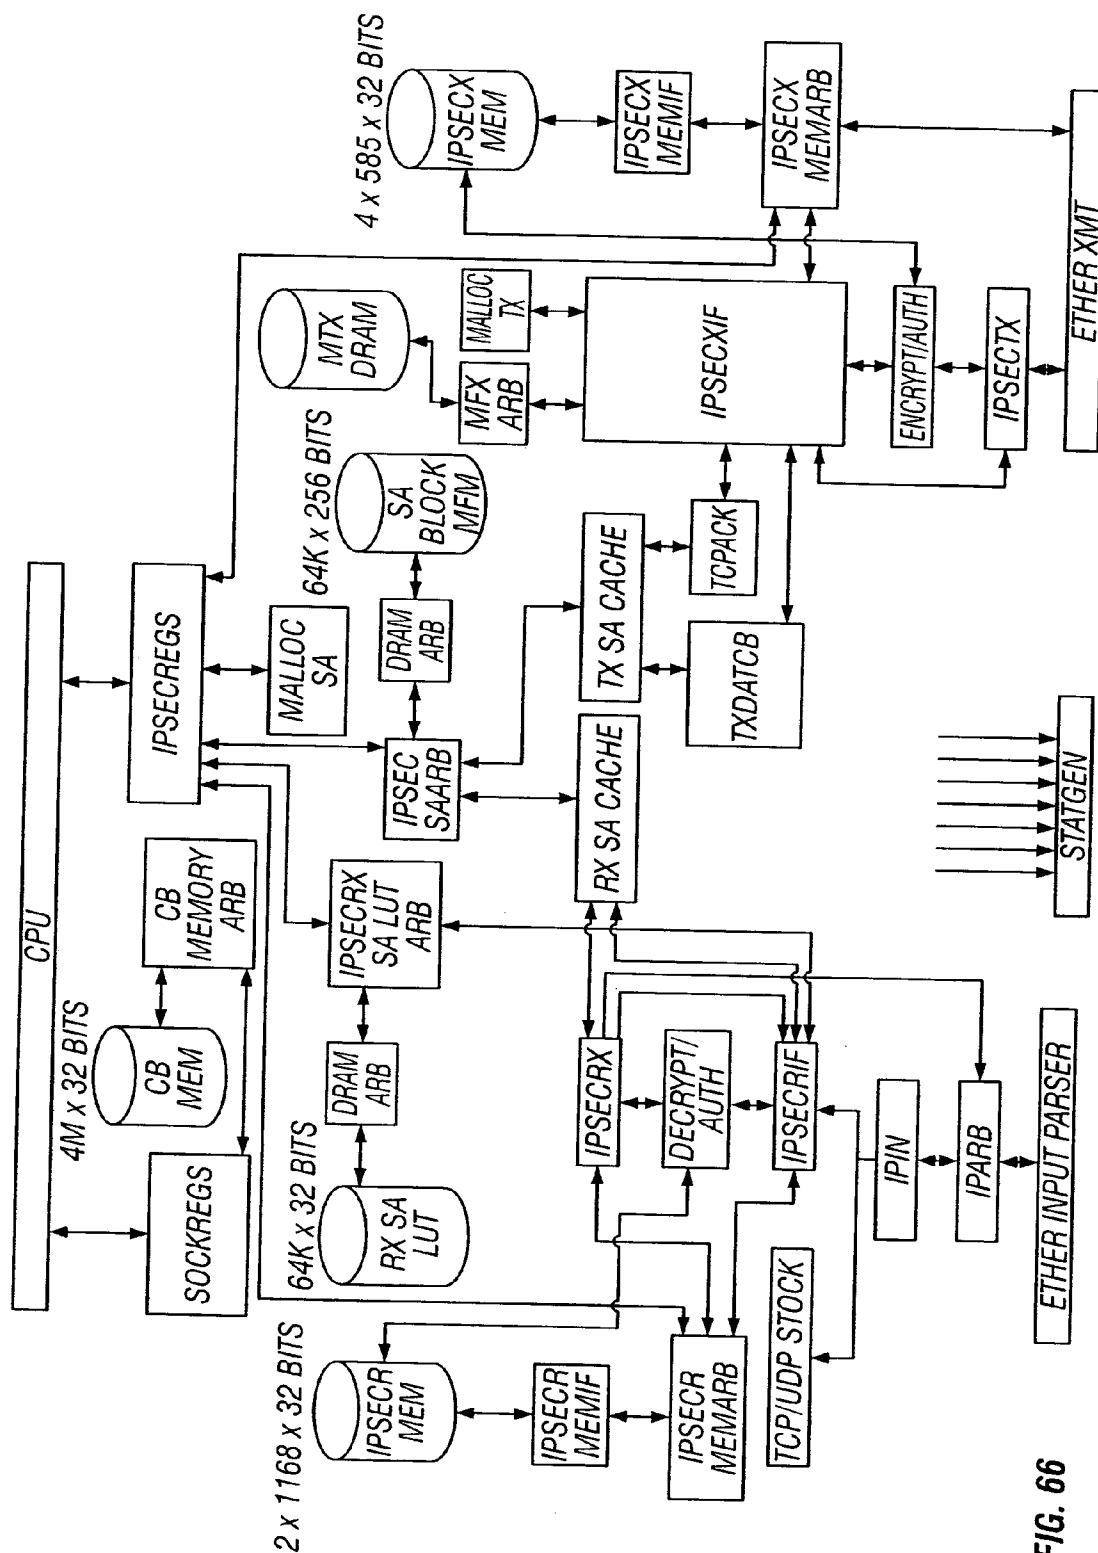 CPU
SOCKREGS
4M x 32 BITS
CB
MEM
CB
MEMORY
ARB
IPSECREGS
MALLOC
SA
64K x 256 BITS
SA
BLOCK
MFM
DRAM
ARB
IPSEC
SAARB
MTX
DRAM
MFX
ARB
MALLOC
TX
4 x 585 x 32 BITS
IPSECX
MEM
IPSECX
MEMIF
IPSECX
MEMARB
2 x 1168 x 32 BITS
IPSECR
MEM
IPSECR
MEMIF
IPSECR
MEMARB
64K x 32 BITS
RX SA
LUT
DRAM
ARB
IPSECRX
SA LUT
ARB
RX SA CACHE
TX SA CACHE
TCPACK
TXDATCB
IPSECXIF
ENCRYPT/AUTH
IPSECTX
ETHER XMT
IPSECRX
DECRYPT/
AUTH
IPSECRIF
TCP/UDP STOCK
IPIN
IPARB
ETHER INPUT PARSER
STATGEN
FIG. 66